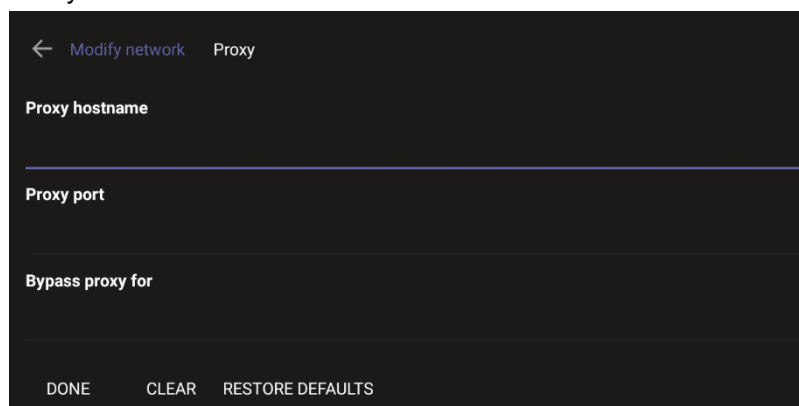 Modify network Proxy
Proxy hostname
Proxy port
Bypass proxy for
DONE CLEAR RESTORE DEFAULTS